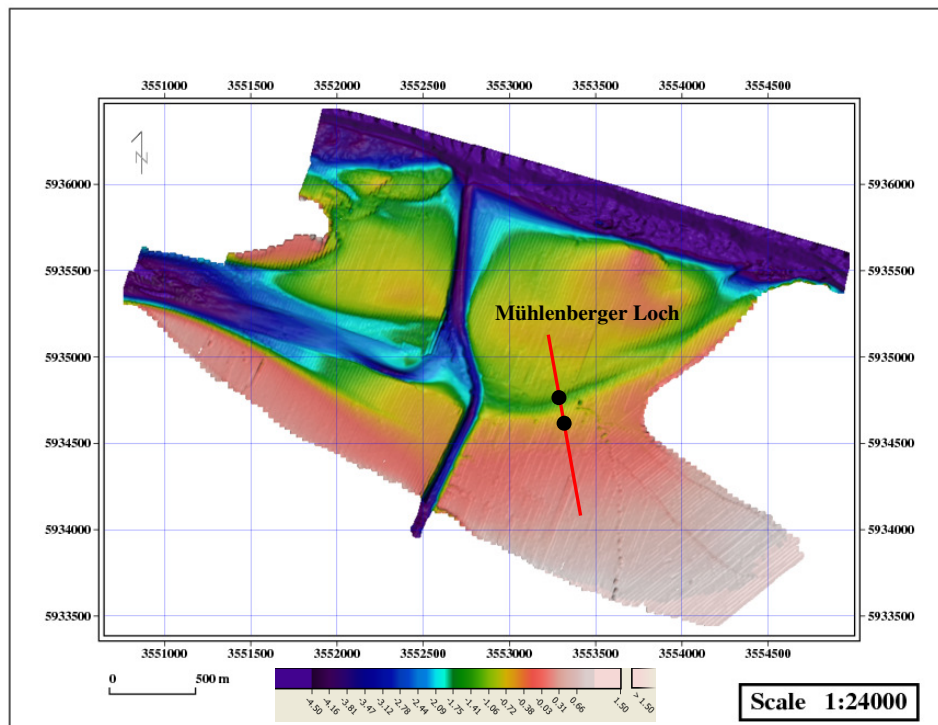 3551000 3551500 3552000 3552500 3553000 3553500 3554000 3554500
N
5936000 5936000
5935500 5935500
Mühlenberger Loch
5935000 5935000
5934500 5934500
5934000 5934000
5933500 5933500
3551000 3551500 3552000 3552500 3553000 3553500 3554000 3554500
0 500 m
-4.50 -4.16 -3.81 -3.47 -3.12 -2.78 -2.44 -2.09 -1.75 -1.41 -1.06 -0.72 -0.38 -0.03 0.31 0.66 1.50 > 1.50
Scale 1:24000